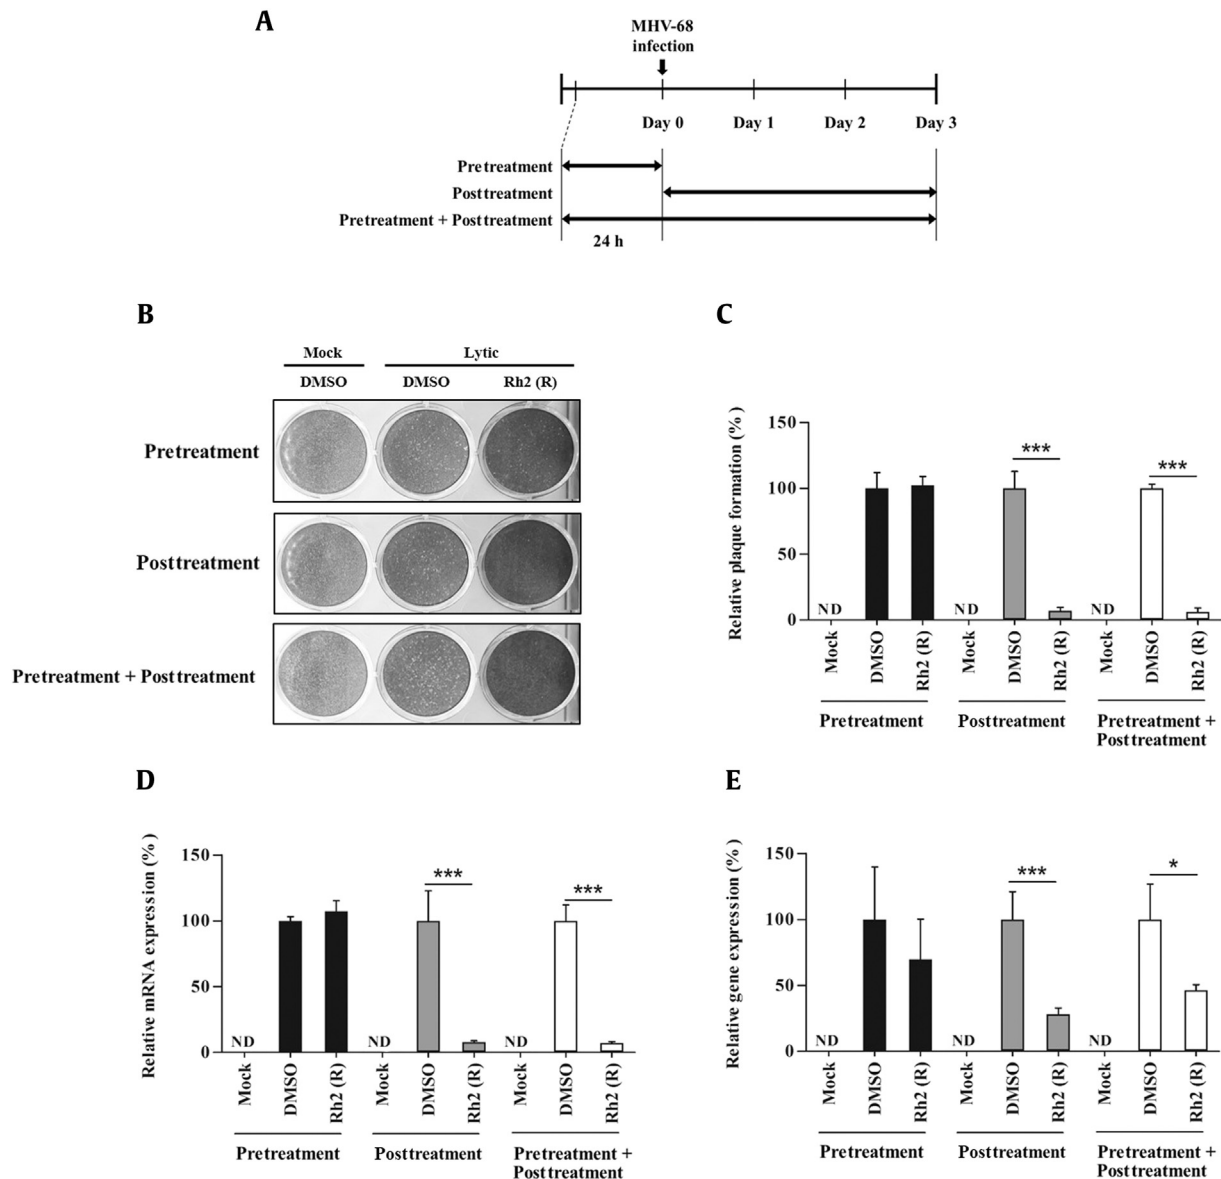 A
MHV-68
infection
Day 0 Day 1 Day 2 Day 3
Pretreatment
Posttreatment
Pretreatment + Posttreatment
24 h
B
Mock Lytic
DMSO DMSO Rh2 (R)
Pretreatment
Posttreatment
Pretreatment + Posttreatment
C
Relative plaque formation (%)
150
100
50
0
*** ***
ND ND ND
Mock DMSO Rh2 (R) Mock DMSO Rh2 (R) Mock DMSO Rh2 (R)
Pretreatment Posttreatment Pretreatment +
Posttreatment
D
Relative mRNA expression (%)
150
100
50
0
*** ***
ND ND ND
Mock DMSO Rh2 (R) Mock DMSO Rh2 (R) Mock DMSO Rh2 (R)
Pretreatment Posttreatment Pretreatment +
Posttreatment
E
Relative gene expression (%)
150
100
50
0
*** *
ND ND ND
Mock DMSO Rh2 (R) Mock DMSO Rh2 (R) Mock DMSO Rh2 (R)
Pretreatment Posttreatment Pretreatment +
Posttreatment